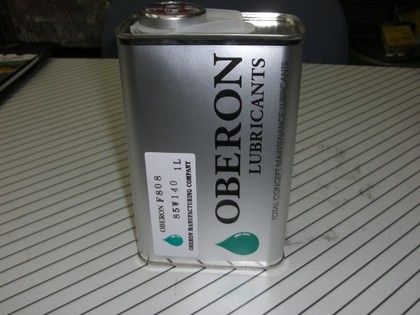 OBERON
LUBRICANTS
TOTAL CONCEPT MAINTENANCE LUBRICANTS
OBERON F808
85W140 1L
OBERON MANUFACTURING COMPANY